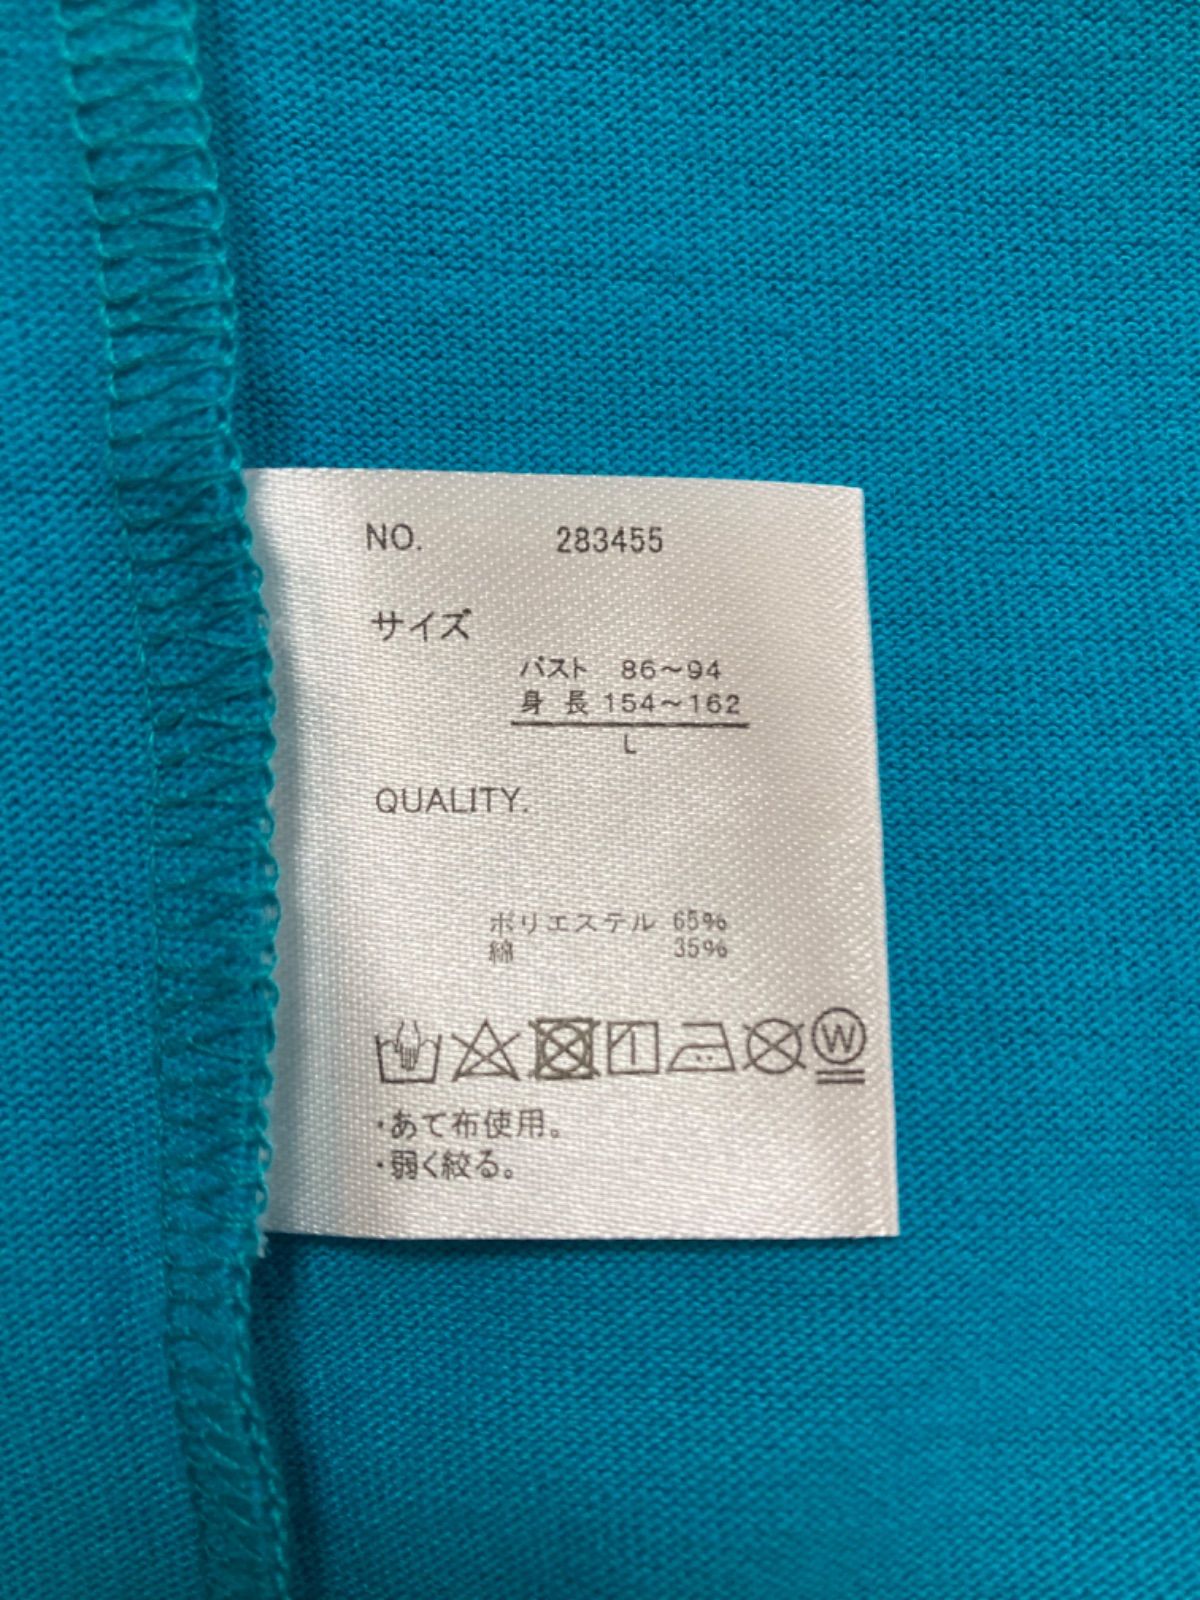 NO. 283455
サイズ
バスト 86～94
身長 154～162
L
QUALITY.
ポリエステル 65%
綿 35%
W
・あて布使用。
・弱く絞る。